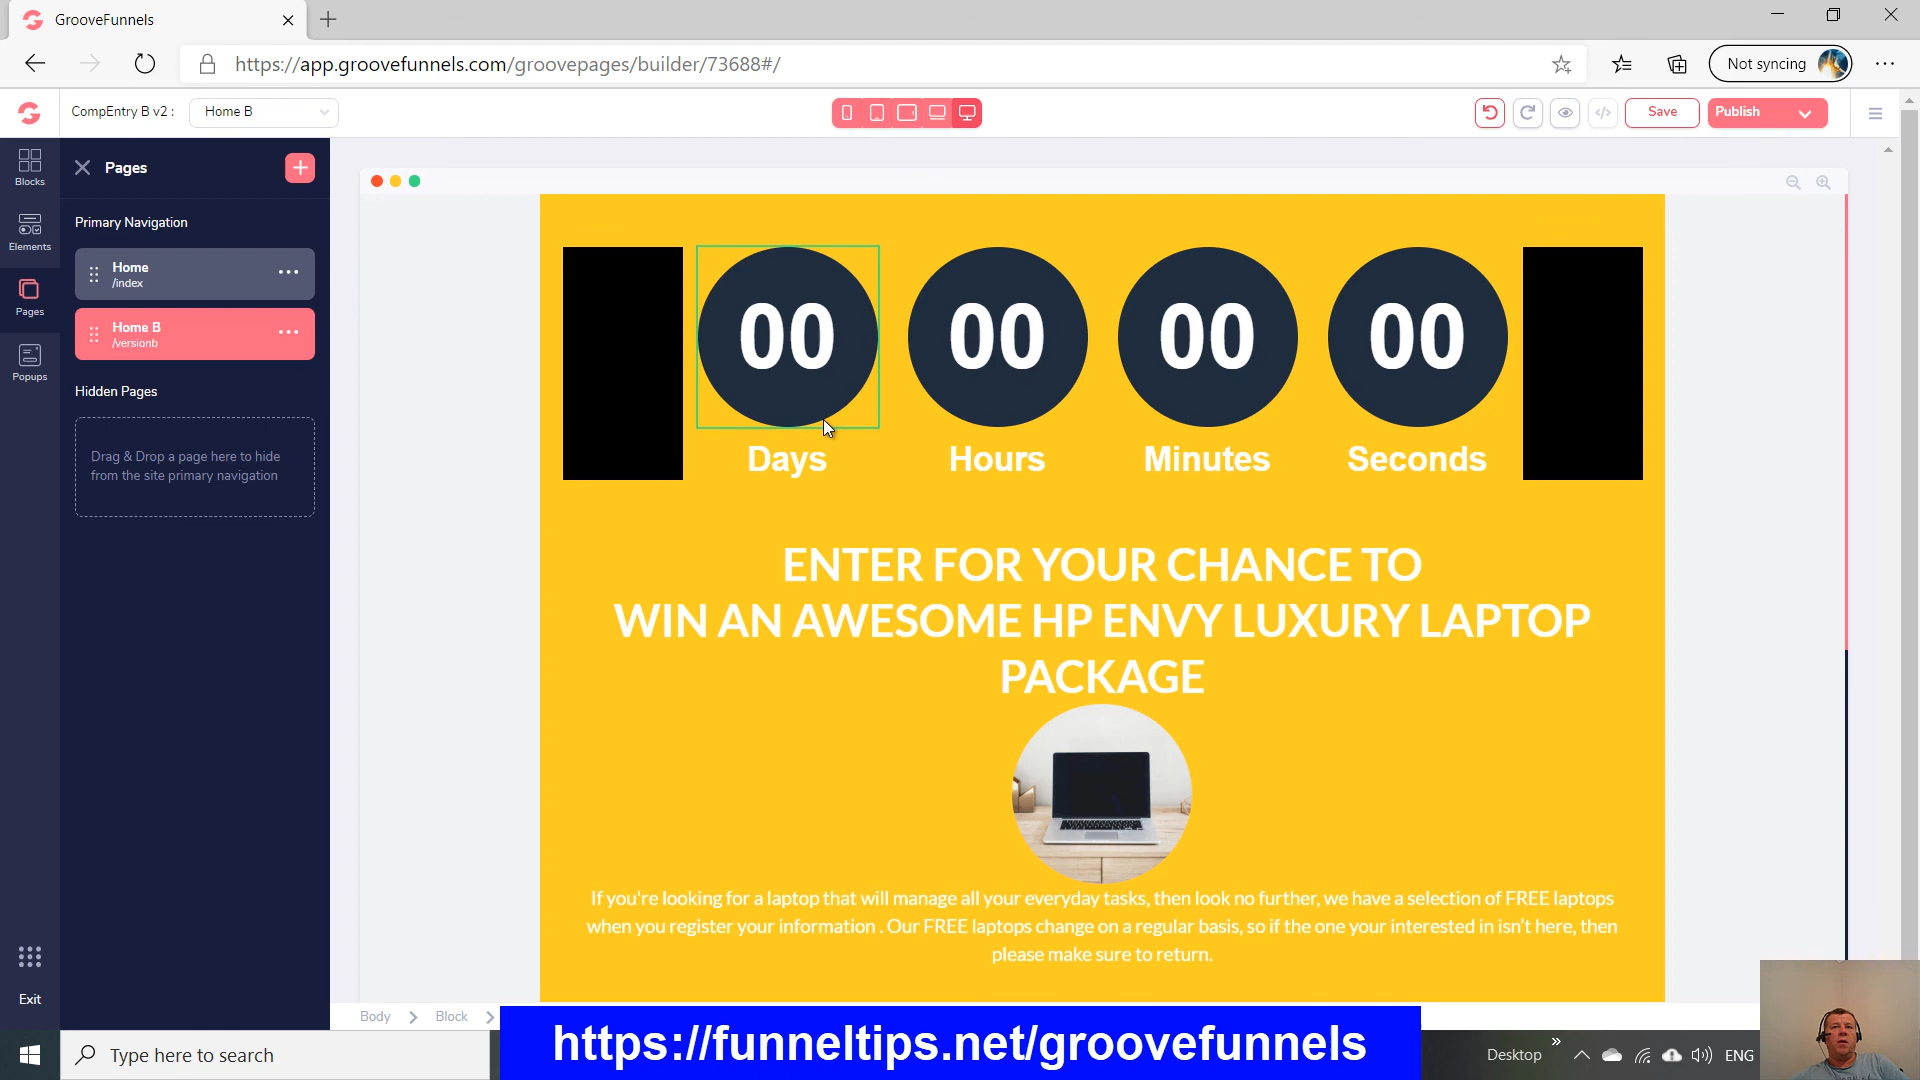 GrooveFunnels
https://app.groovefunnels.com/groovepages/builder/73688#/
Not syncing
CompEntry B v2 :
Home B
Save
Publish
Blocks
Elements
Pages
Popups
Exit
Pages
Primary Navigation
Home
/index
Home B
/versionb
Hidden Pages
Drag & Drop a page here to hide
from the site primary navigation
00
00
00
00
Days
Hours
Minutes
Seconds
ENTER FOR YOUR CHANCE TO
WIN AN AWESOME HP ENVY LUXURY LAPTOP
PACKAGE
If you're looking for a laptop that will manage all your everyday tasks, then look no further, we have a selection of FREE laptops
when you register your information . Our FREE laptops change on a regular basis, so if the one your interested in isn't here, then
please make sure to return.
Body
Block
https://funneltips.net/groovefunnels
Type here to search
Desktop
ENG